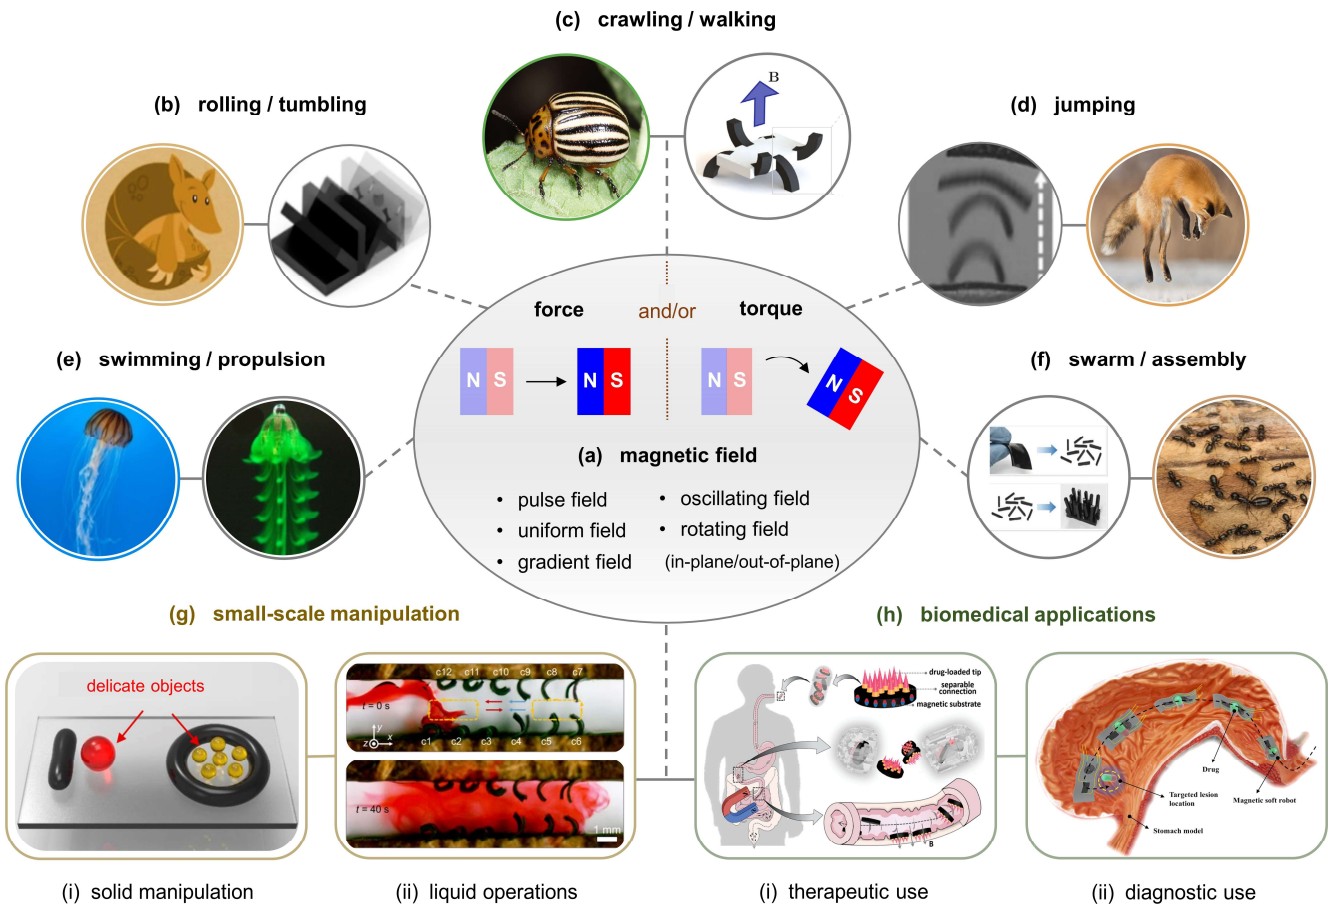 (c) crawling / walking
(b) rolling / tumbling
B
(d) jumping
force and/or torque
N S
N S
N S
N S
(e) swimming / propulsion
(f) swarm / assembly
(a) magnetic field
• pulse field
• uniform field
• gradient field
• oscillating field
• rotating field
(in-plane/out-of-plane)
(g) small-scale manipulation
(h) biomedical applications
delicate objects
c12 c11 c10 c9 c8 c7
t = 0 s
y
z x
c1 c2 c3 c4 c5 c6
t = 40 s
1 mm
drug-loaded tip
separable
connection
magnetic substrate
B
Drug
Targeted lesion
location
Magnetic soft robot
Stomach model
(i) solid manipulation
(ii) liquid operations
(i) therapeutic use
(ii) diagnostic use